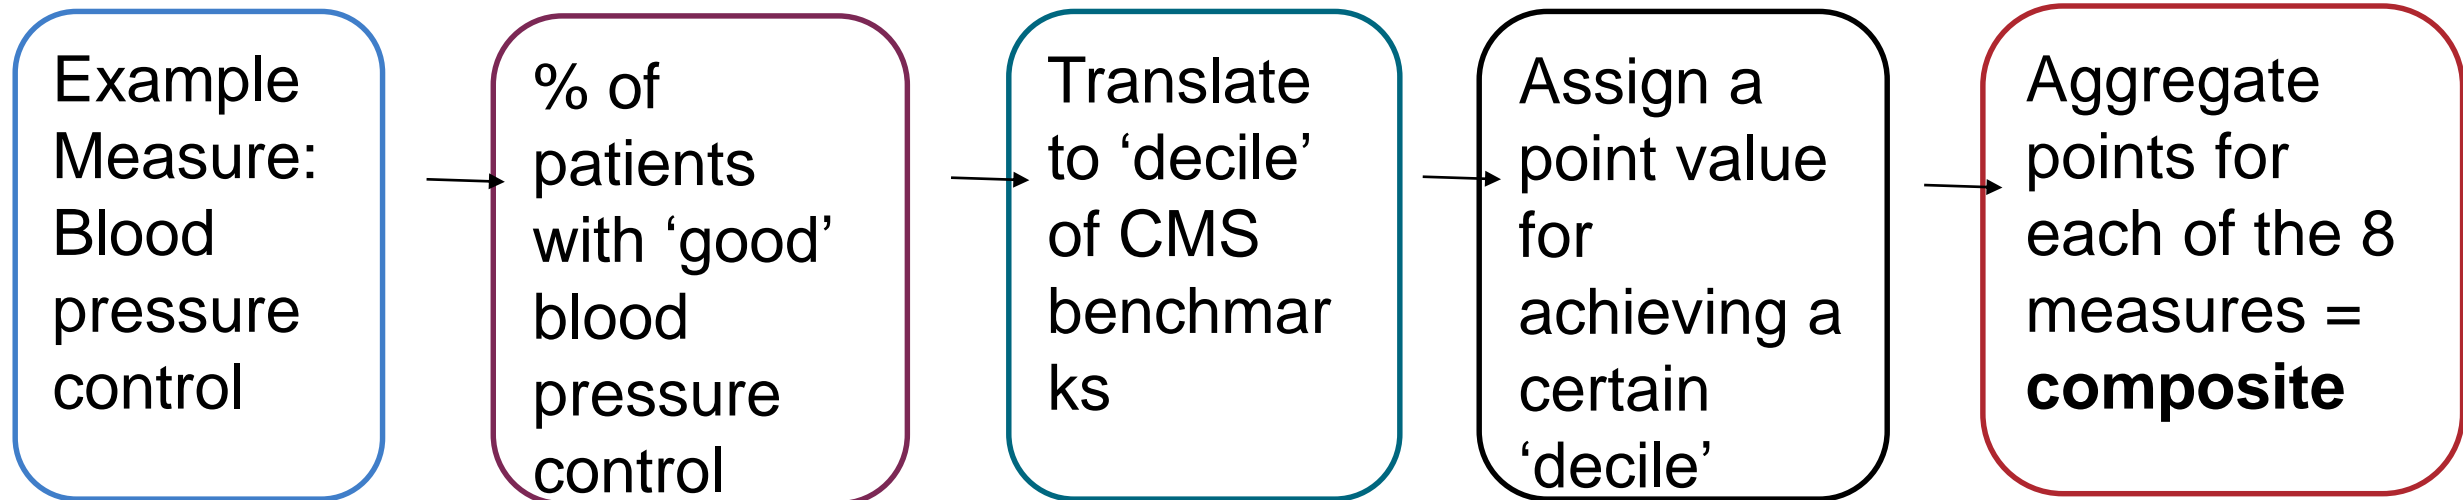 Example
Measure:
Blood
pressure
control
% of
patients
with ‘good’
blood
pressure
control
Translate
to ‘decile’
of CMS
benchmar
ks
Assign a
point value
for
achieving a
certain
‘decile’
Aggregate
points for
each of the 8
measures =
composite